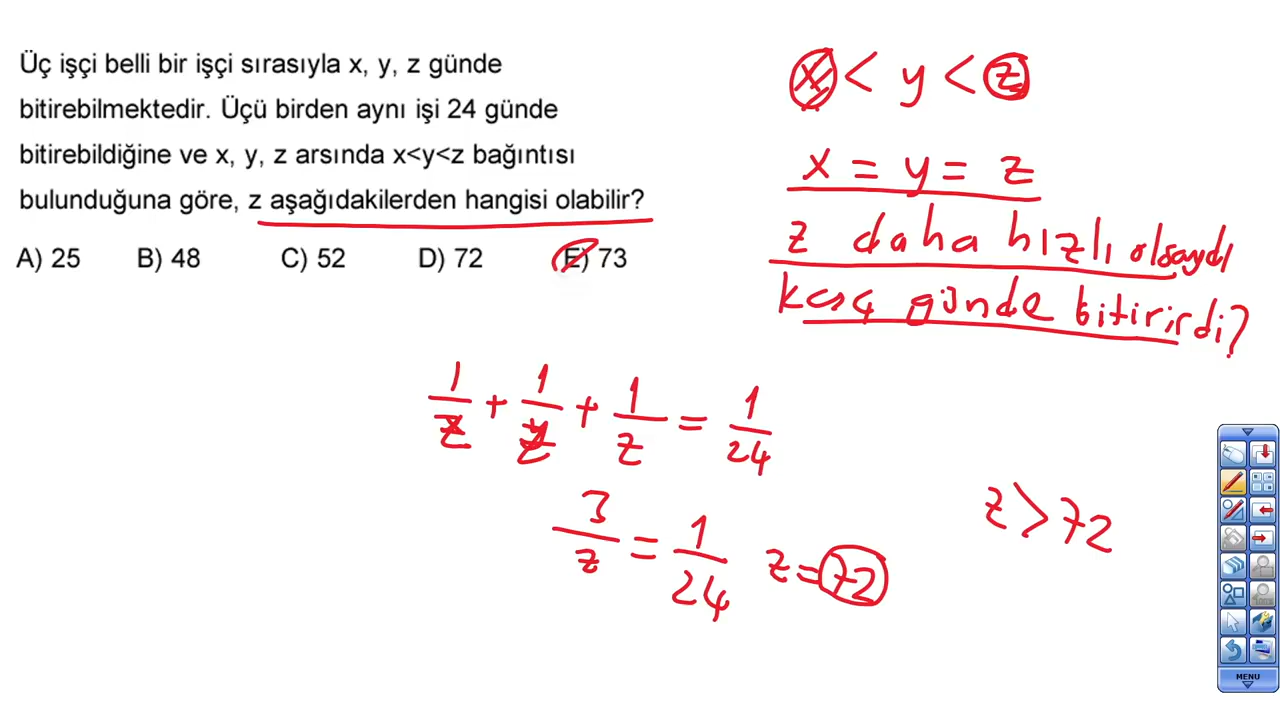 Üç işçi belli bir işçi sırasıyla x, y, z günde
bitirebilmektedir. Üçü birden aynı işi 24 günde
bitirebildiğine ve x, y, z arsında x<y<z bağıntısı
bulunduğuna göre, z aşağıdakilerden hangisi olabilir?
A) 25 B) 48 C) 52 D) 72 E) 73
x < y < z
x = y = z
z daha hızlı olsaydı
kaç günde bitirirdi?
1/z + 1/z + 1/z = 1/24
3/z = 1/24 z = 72
z > 72
MENU